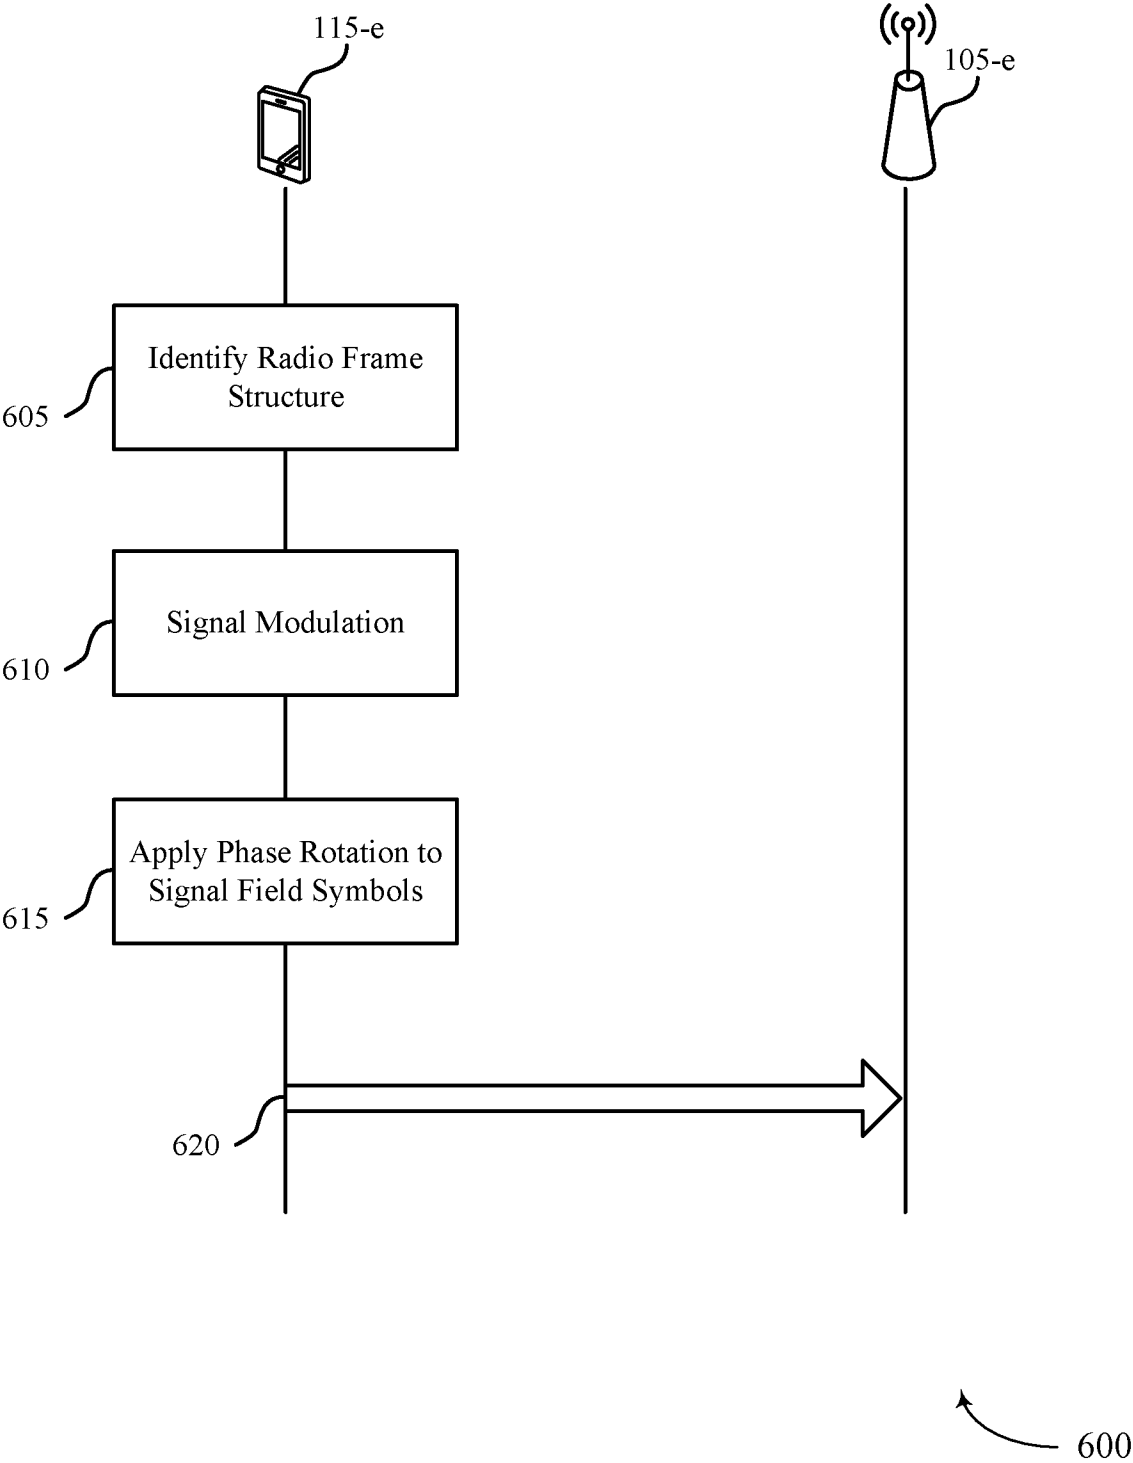 115-e
105-e
Identify Radio Frame
Structure
605
Signal Modulation
610
Apply Phase Rotation to
Signal Field Symbols
615
620
600